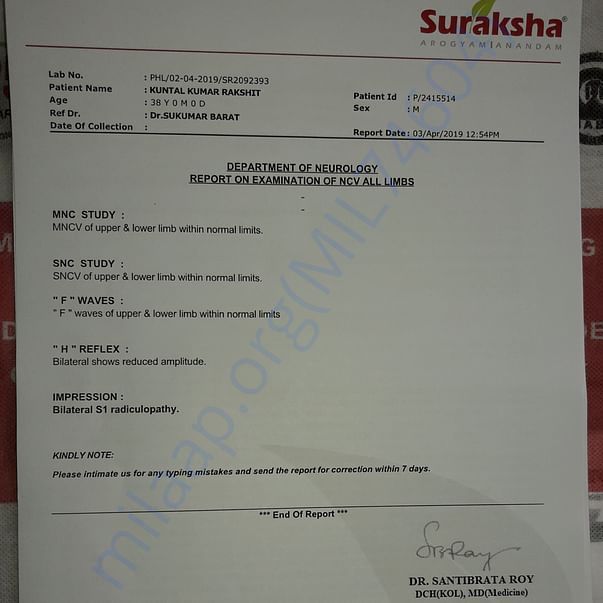 Suraksha®
AROGYAM|ANANDAM
Lab No. : PHL/02-04-2019/SR2092393
Patient Name : KUNTAL KUMAR RAKSHIT
Age : 38 Y 0 M 0 D
Patient Id : P/2415514
Ref Dr. : Dr.SUKUMAR BARAT
Sex : M
Date Of Collection :
Report Date: 03/Apr/2019 12:54PM
DEPARTMENT OF NEUROLOGY
REPORT ON EXAMINATION OF NCV ALL LIMBS
-
-
MNC STUDY :
MNCV of upper & lower limb within normal limits.
SNC STUDY :
SNCV of upper & lower limb within normal limits.
" F " WAVES :
" F " waves of upper & lower limb within normal limits
" H " REFLEX :
Bilateral shows reduced amplitude.
IMPRESSION :
Bilateral S1 radiculopathy.
KINDLY NOTE:
Please intimate us for any typing mistakes and send the report for correction within 7 days.
*** End Of Report ***
SBRay
DR. SANTIBRATA ROY
DCH(KOL), MD(Medicine)